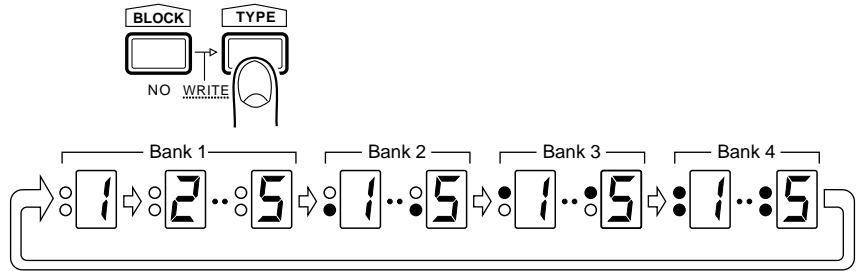 BLOCK TYPE
NO WRITE
Bank 1 Bank 2 Bank 3 Bank 4
1 2 5 1 5 1 5 1 5